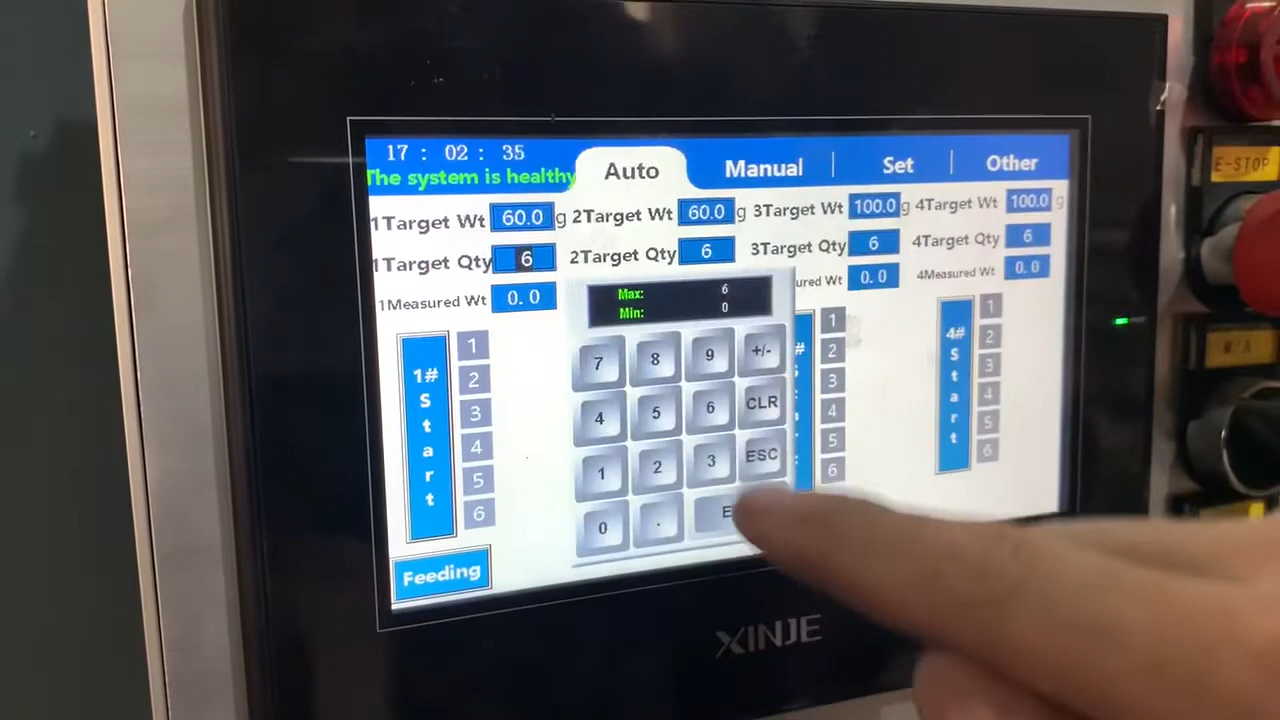 17 : 02 : 35
The system is healthy
Auto
Manual
Set
Other
1Target Wt 60.0 g 2Target Wt 60.0 g 3Target Wt 100.0 g 4Target Wt 100.0 g
1Target Qty 6 2Target Qty 6 3Target Qty 6 4Target Qty 6
1Measured Wt 0.0 ured Wt 0.0 4Measured Wt 0.0
Max: 6
Min: 0
7 8 9 +/-
4 5 6 CLR
1 2 3 ESC
0 . E
1# Start
1
2
3
4
5
6
#
1
2
3
4
5
6
4# Start
1
2
3
4
5
6
Feeding
XINJE
E-STOP